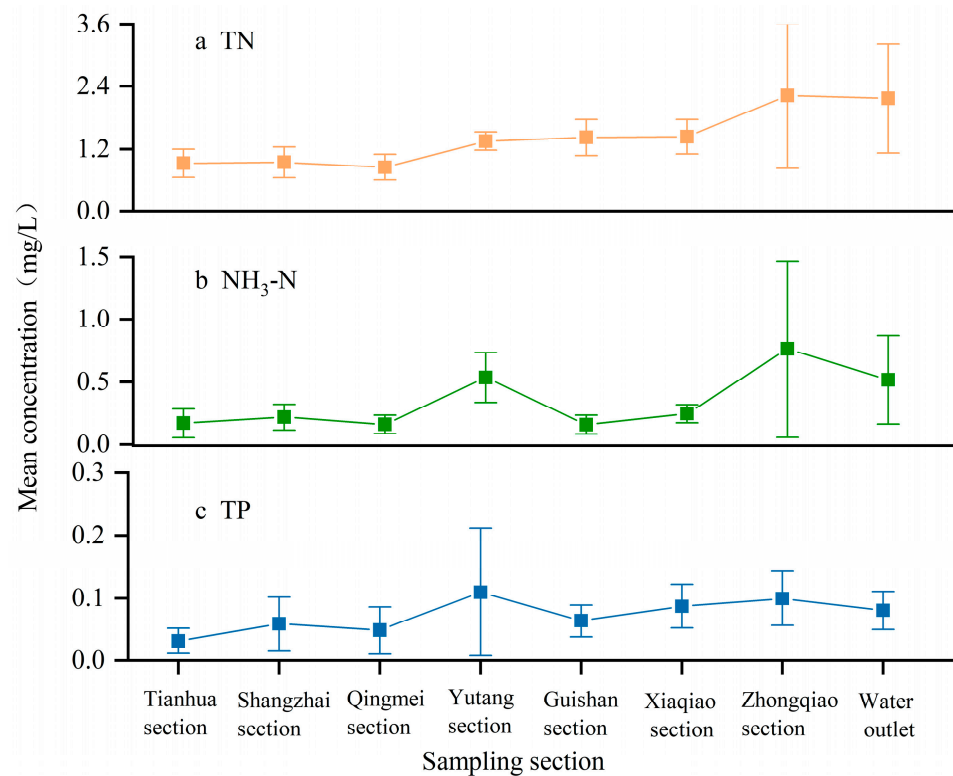 Mean concentration（mg/L）
a TN
3.6
2.4
1.2
0.0
b NH₃-N
1.5
1.0
0.5
0.0
c TP
0.3
0.2
0.1
0.0
Tianhua section
Shangzhai scction
Qingmei section
Yutang section
Guishan section
Xiaqiao section
Zhongqiao section
Water outlet
Sampling section